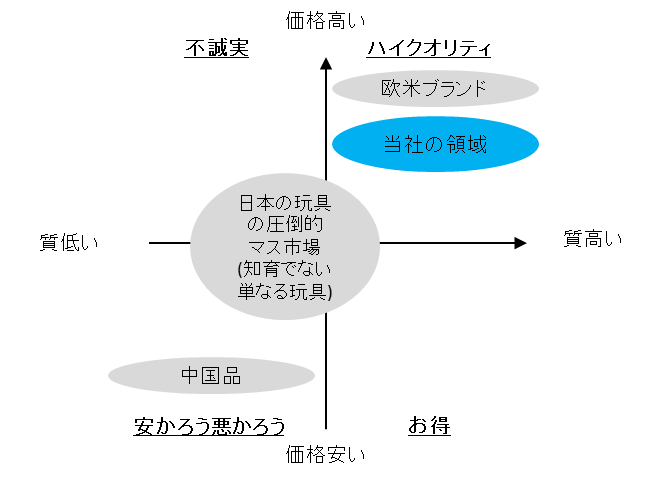 価格高い
不誠実
ハイクオリティ
欧米ブランド
当社の領域
日本の玩具
の圧倒的
マス市場
(知育でない
単なる玩具)
質低い
質高い
中国品
安かろう悪かろう
お得
価格安い